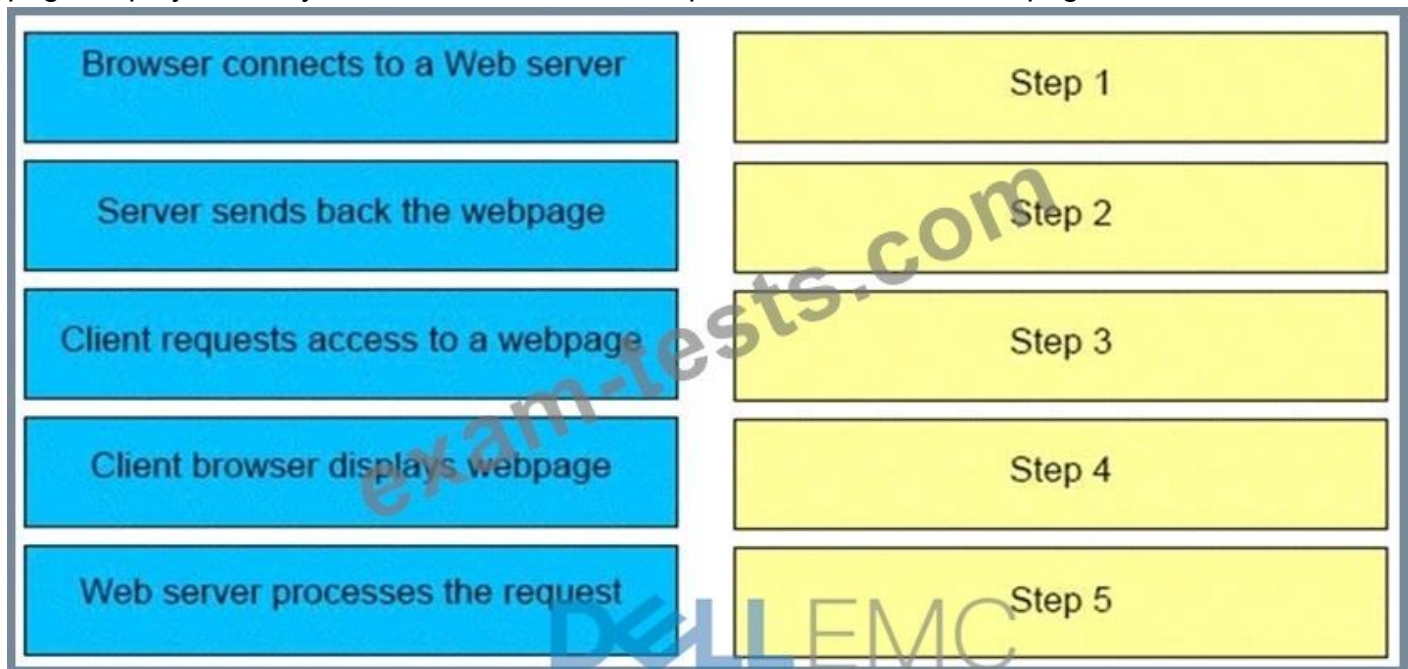 Browser connects to a Web server
Step 1
Server sends back the webpage
Step 2
Client requests access to a webpage
Step 3
Client browser displays webpage
Step 4
Web server processes the request
Step 5
exam-tests.com
DELL EMC